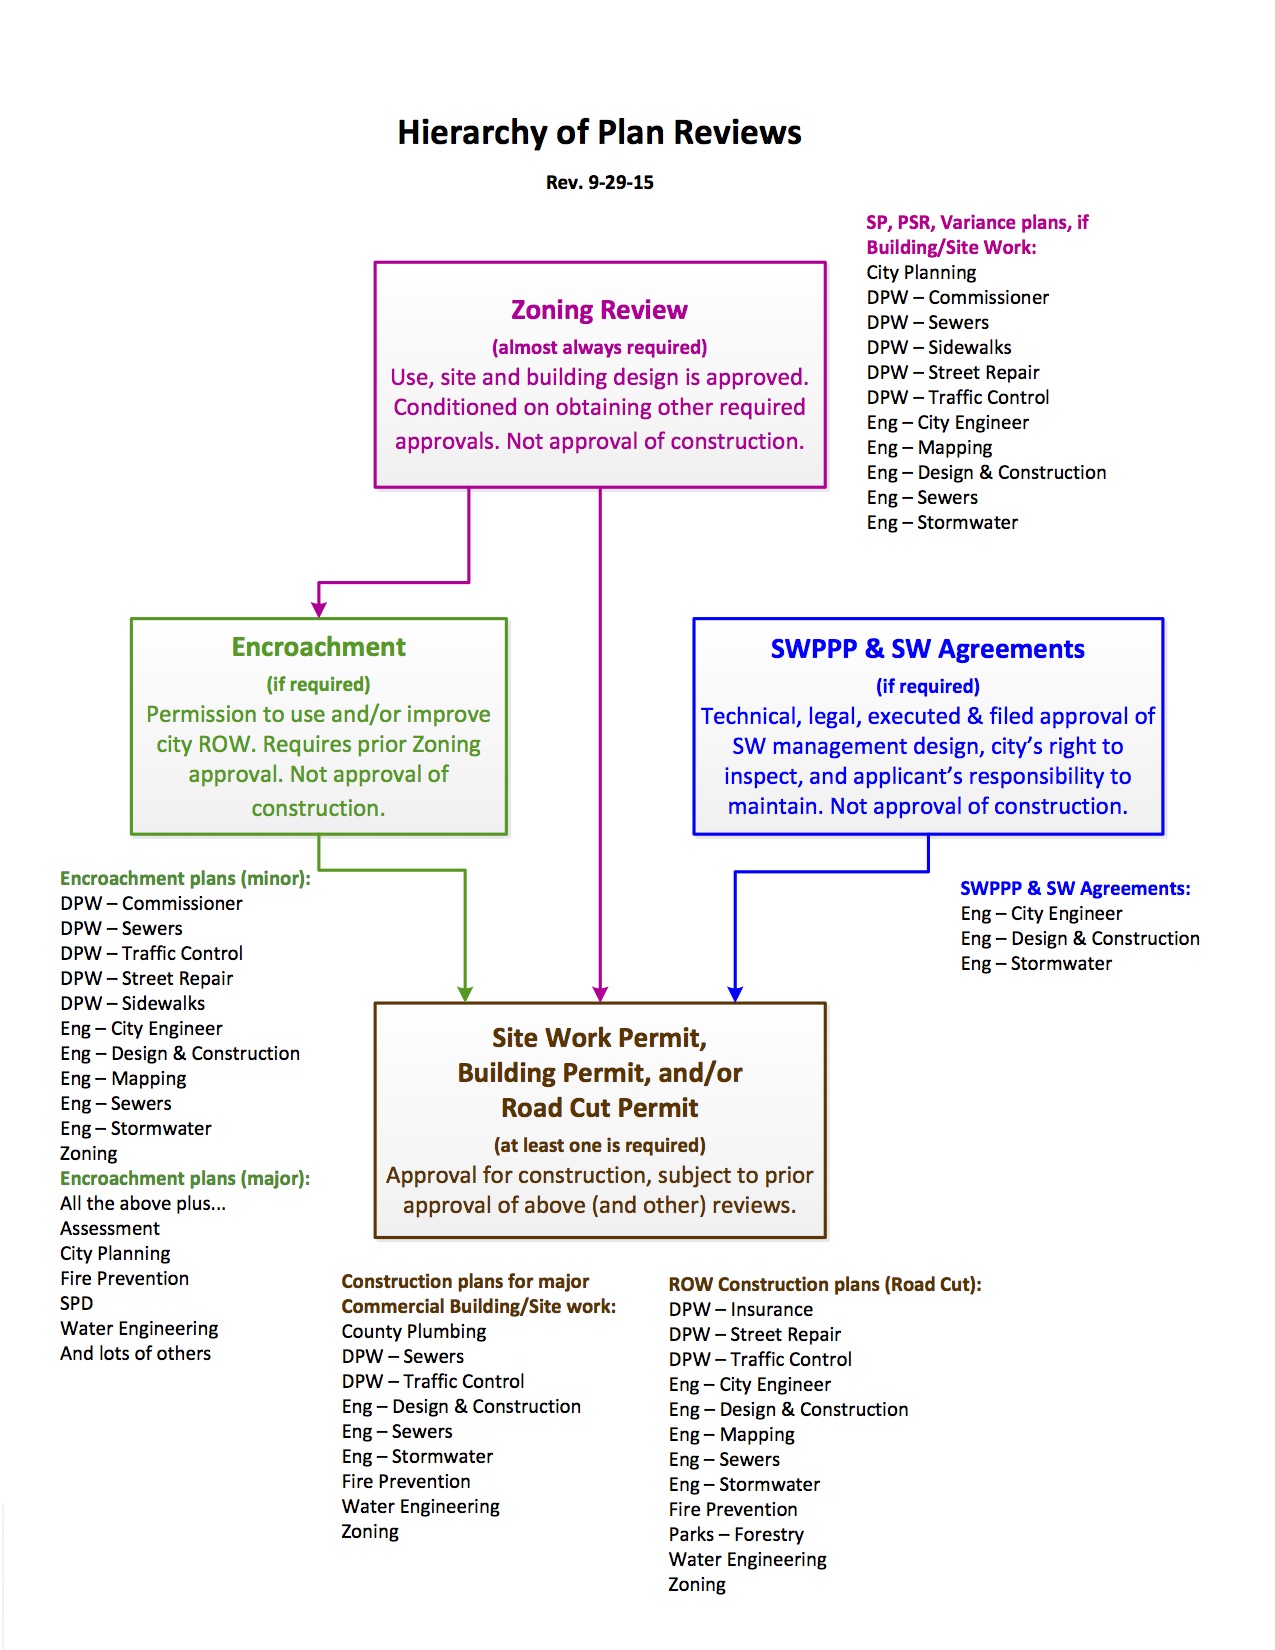 Hierarchy of Plan Reviews
Rev. 9-29-15
SP, PSR, Variance plans, if
Building/Site Work:
City Planning
DPW – Commissioner
DPW – Sewers
DPW – Sidewalks
DPW – Street Repair
DPW – Traffic Control
Eng – City Engineer
Eng – Mapping
Eng – Design & Construction
Eng – Sewers
Eng – Stormwater
Zoning Review
(almost always required)
Use, site and building design is approved.
Conditioned on obtaining other required
approvals. Not approval of construction.
Encroachment
(if required)
Permission to use and/or improve
city ROW. Requires prior Zoning
approval. Not approval of
construction.
SWPPP & SW Agreements
(if required)
Technical, legal, executed & filed approval of
SW management design, city’s right to
inspect, and applicant’s responsibility to
maintain. Not approval of construction.
Encroachment plans (minor):
DPW – Commissioner
DPW – Sewers
DPW – Traffic Control
DPW – Street Repair
DPW – Sidewalks
Eng – City Engineer
Eng – Design & Construction
Eng – Mapping
Eng – Sewers
Eng – Stormwater
Zoning
Encroachment plans (major):
All the above plus...
Assessment
City Planning
Fire Prevention
SPD
Water Engineering
And lots of others
SWPPP & SW Agreements:
Eng – City Engineer
Eng – Design & Construction
Eng – Stormwater
Site Work Permit,
Building Permit, and/or
Road Cut Permit
(at least one is required)
Approval for construction, subject to prior
approval of above (and other) reviews.
Construction plans for major
Commercial Building/Site work:
County Plumbing
DPW – Sewers
DPW – Traffic Control
Eng – Design & Construction
Eng – Sewers
Eng – Stormwater
Fire Prevention
Water Engineering
Zoning
ROW Construction plans (Road Cut):
DPW – Insurance
DPW – Street Repair
DPW – Traffic Control
Eng – City Engineer
Eng – Design & Construction
Eng – Mapping
Eng – Sewers
Eng – Stormwater
Fire Prevention
Parks – Forestry
Water Engineering
Zoning